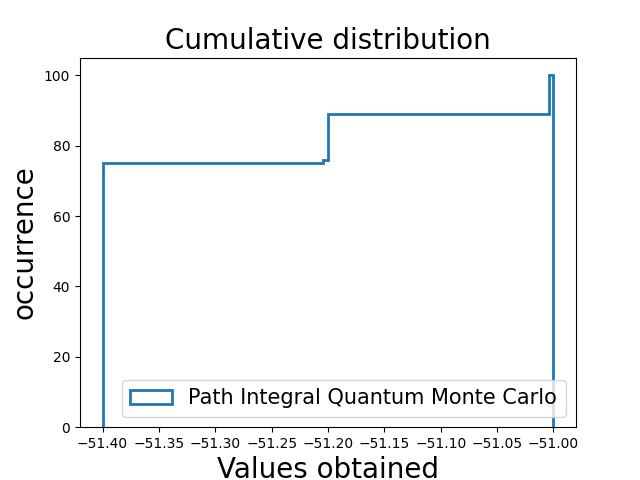 Cumulative distribution
occurrence
100
80
60
40
20
0
Path Integral Quantum Monte Carlo
−51.40 −51.35 −51.30 −51.25 −51.20 −51.15 −51.10 −51.05 −51.00
Values obtained